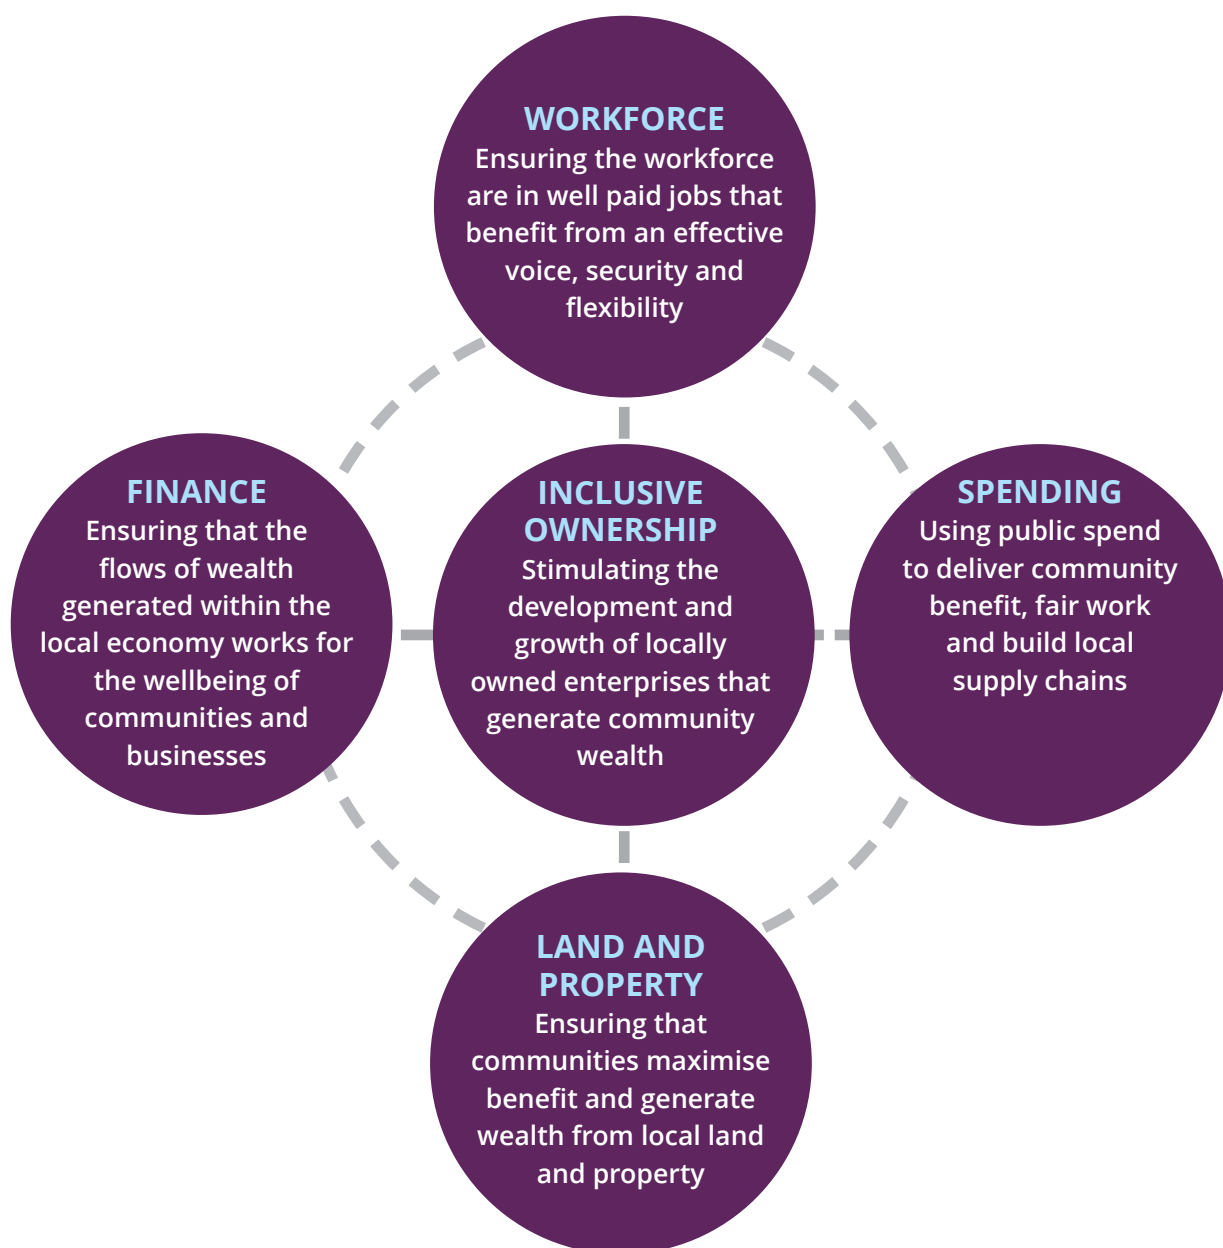 WORKFORCE
Ensuring the workforce
are in well paid jobs that
benefit from an effective
voice, security and
flexibility
FINANCE
Ensuring that the
flows of wealth
generated within the
local economy works for
the wellbeing of
communities and
businesses
INCLUSIVE
OWNERSHIP
Stimulating the
development and
growth of locally
owned enterprises that
generate community
wealth
SPENDING
Using public spend
to deliver community
benefit, fair work
and build local
supply chains
LAND AND
PROPERTY
Ensuring that
communities maximise
benefit and generate
wealth from local land
and property